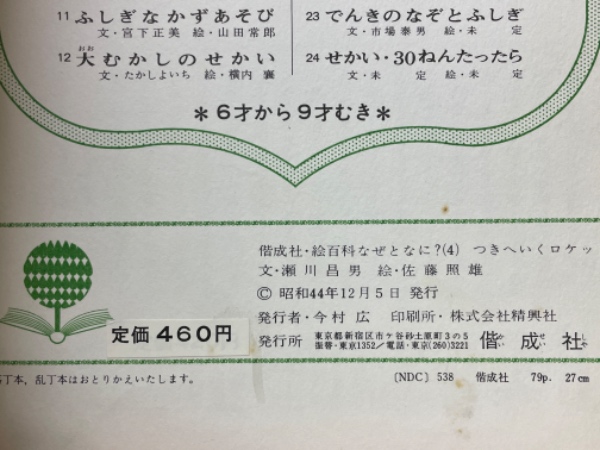 11 ふしぎなかずあそび
文・宮下正美 絵・山田常郎
12 大むかしのせかい
おお
文・たかしよいち 絵・横内 襄
23 でんきのなぞとふしぎ
文・市場泰男 絵・未定
24 せかい・30ねんたったら
文・未定 絵・未定
＊6才から9才むき＊
偕成社・絵百科なぜとなに?(4) つきへいくロケッ
文・瀬川昌男 絵・佐藤照雄
© 昭和44年12月5日 発行
発行者・今村 広 印刷所・株式会社精興社
定価 460円
発行所 東京都新宿区市ケ谷砂土原町3の5
振替・東京1352／電話・東京(260)3221
偕成社
かいせいしゃ
丁本, 乱丁本はおとりかえいたします。
〔NDC〕538 偕成社 79p. 27cm